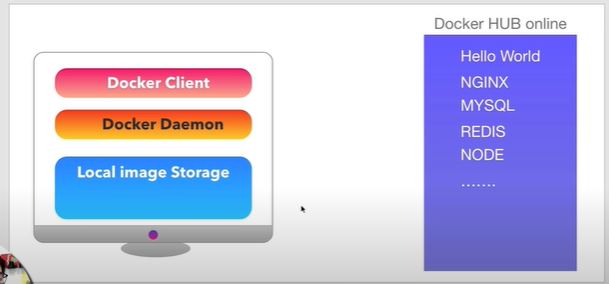 Docker HUB online
Docker Client
Docker Daemon
Local image Storage
Hello World
NGINX
MYSQL
REDIS
NODE
.......